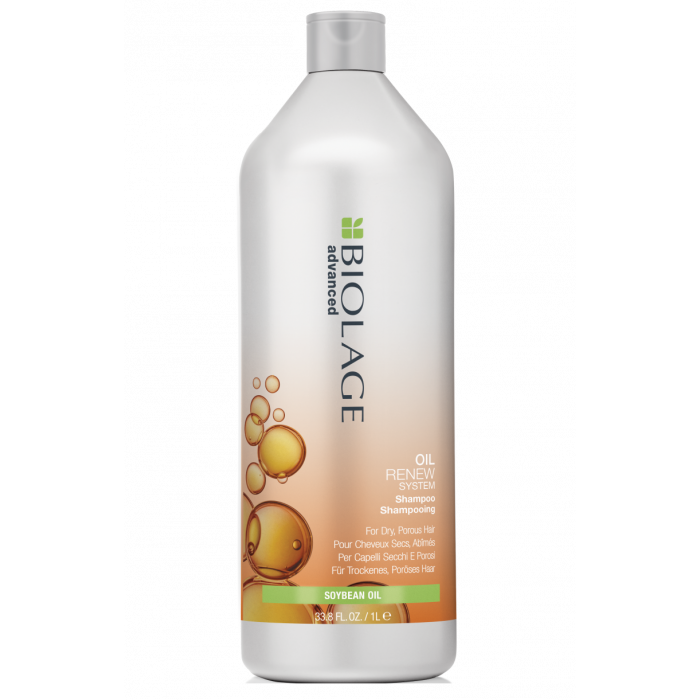 BIOLAGE
advanced
OIL
RENEW
SYSTEM
Shampoo
Shampooing
For Dry, Porous Hair
Pour Cheveux Secs, Abîmés
Per Capelli Secchi E Porosi
Für Trockenes, Poröses Haar
SOYBEAN OIL
33.8 FL. OZ. / 1L ℮